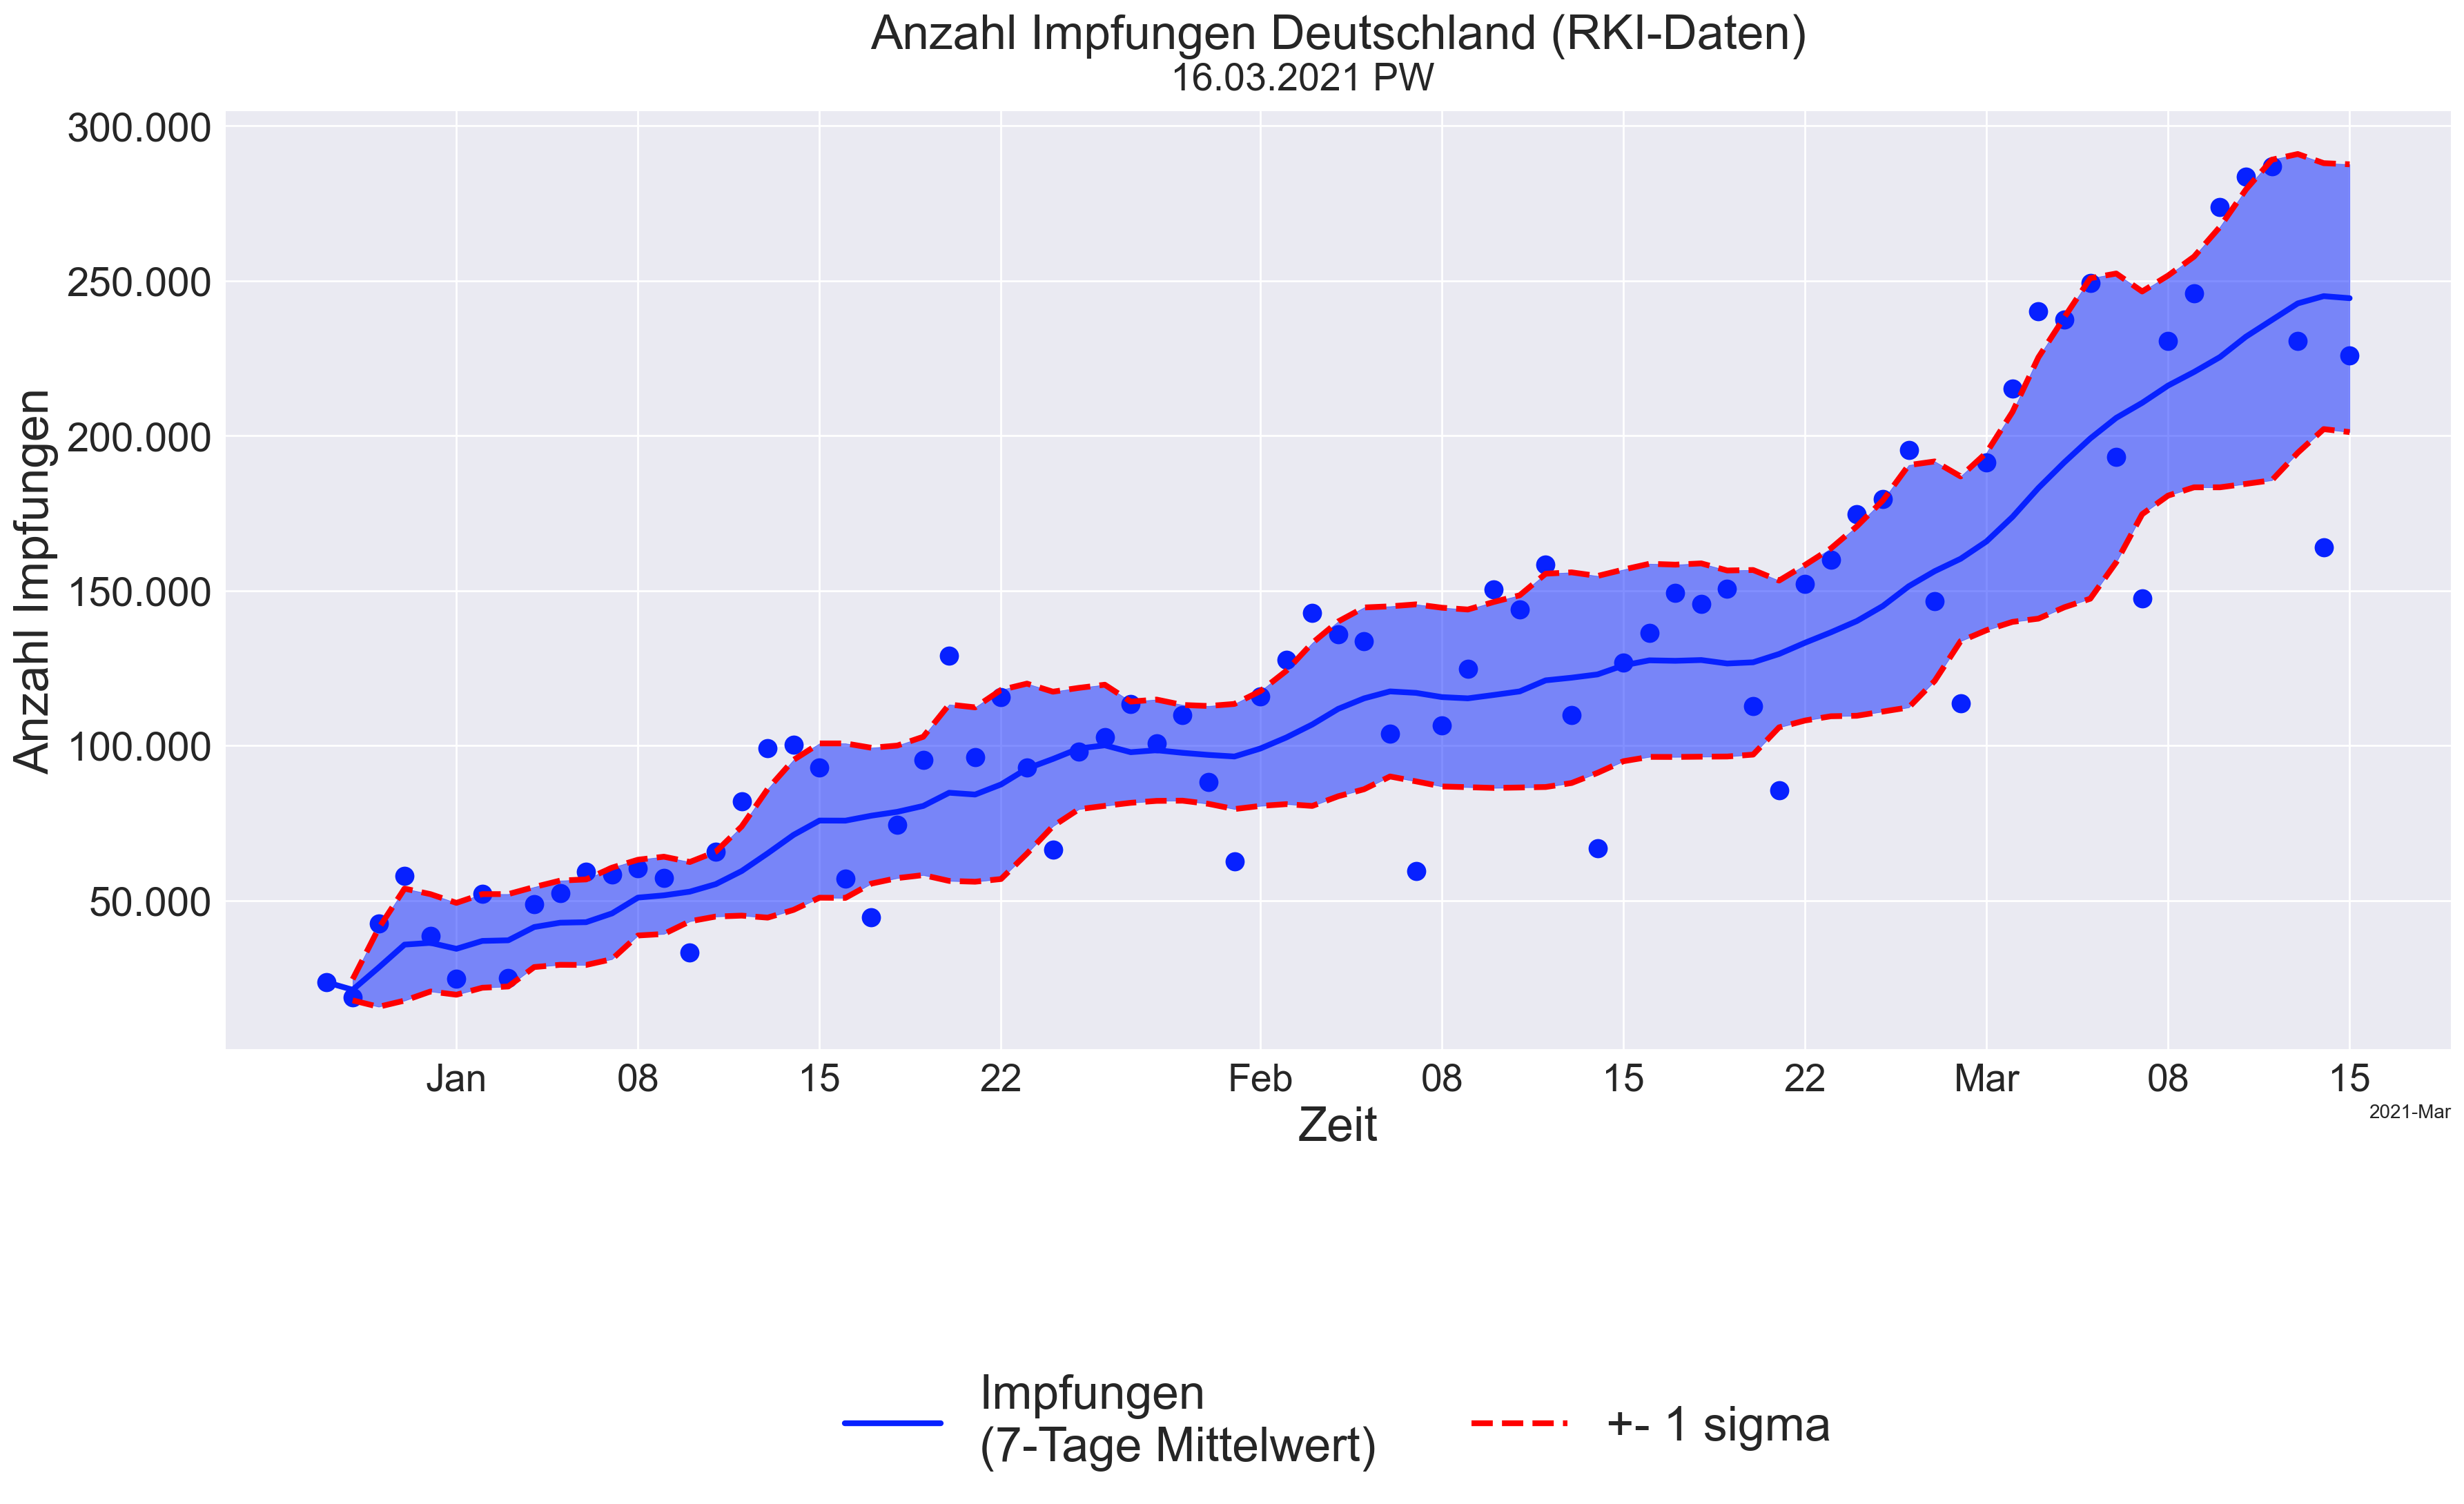 Anzahl Impfungen Deutschland (RKI-Daten)
16.03.2021 PW
Anzahl Impfungen
300.000
250.000
200.000
150.000
100.000
50.000
Jan 08 15 22 Feb 08 15 22 Mar 08 15
2021-Mar
Zeit
Impfungen
(7-Tage Mittelwert)
+- 1 sigma